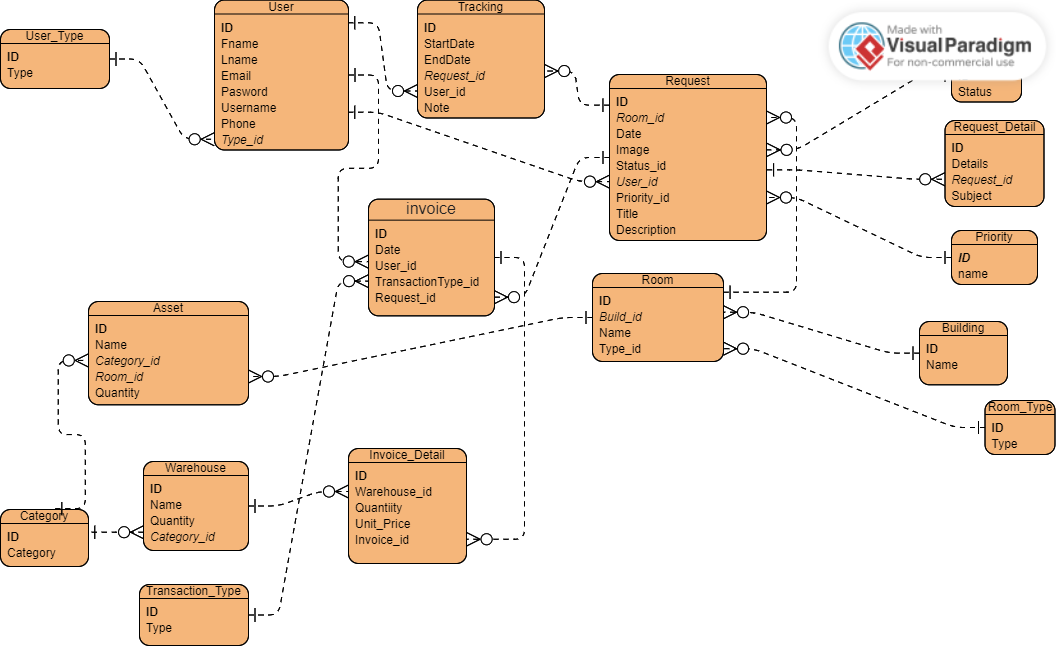 User_Type
ID
Type
User
ID
Fname
Lname
Email
Pasword
Username
Phone
Type_id
Tracking
ID
StartDate
EndDate
Request_id
User_id
Note
Request
ID
Room_id
Date
Image
Status_id
User_id
Priority_id
Title
Description
Made with
Visual Paradigm
For non-commercial use
Status
Request_Detail
ID
Details
Request_id
Subject
Priority
ID
name
invoice
ID
Date
User_id
TransactionType_id
Request_id
Room
ID
Build_id
Name
Type_id
Building
ID
Name
Room_Type
ID
Type
Asset
ID
Name
Category_id
Room_id
Quantity
Warehouse
ID
Name
Quantity
Category_id
Invoice_Detail
ID
Warehouse_id
Quantiity
Unit_Price
Invoice_id
Category
ID
Category
Transaction_Type
ID
Type